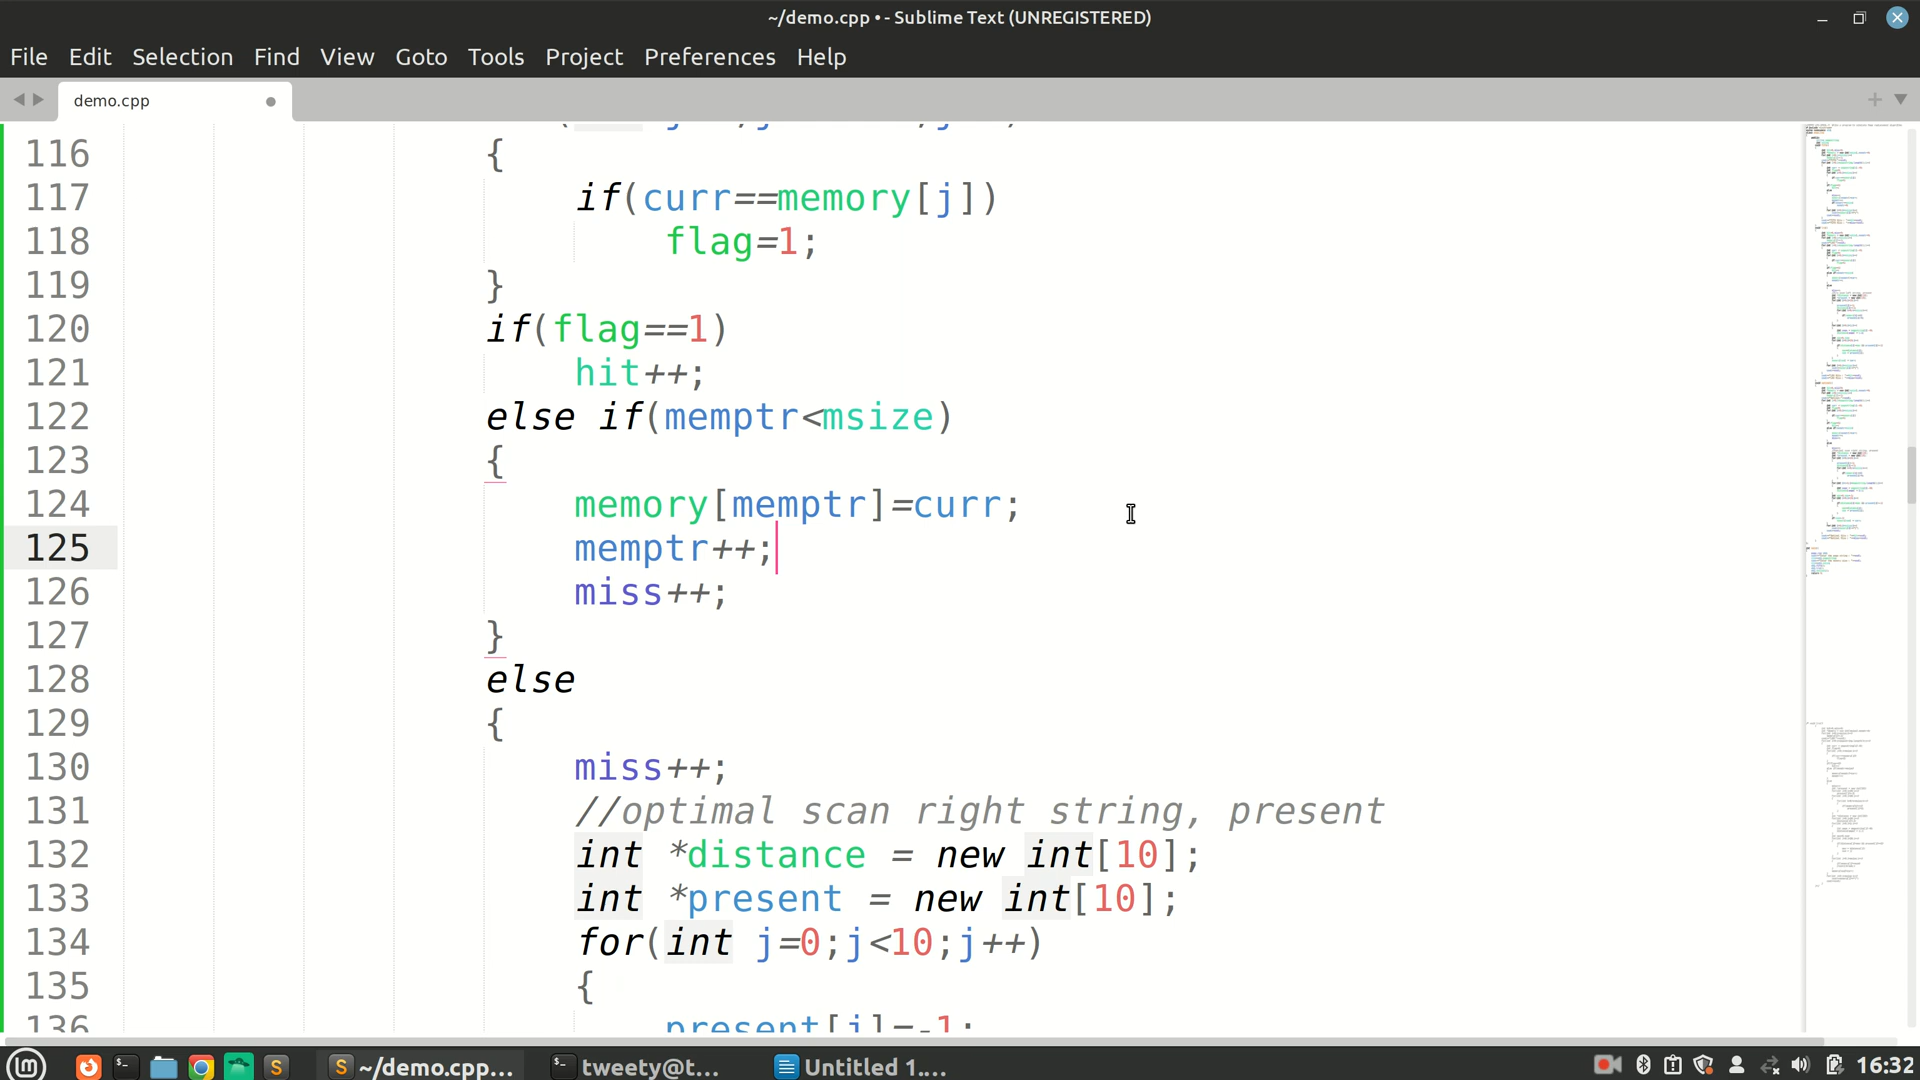 ~/demo.cpp • - Sublime Text (UNREGISTERED)
File Edit Selection Find View Goto Tools Project Preferences Help
demo.cpp
116 {
117 if(curr==memory[j])
118 flag=1;
119 }
120 if(flag==1)
121 hit++;
122 else if(memptr<msize)
123 {
124 memory[memptr]=curr;
125 memptr++;
126 miss++;
127 }
128 else
129 {
130 miss++;
131 //optimal scan right string, present
132 int *distance = new int[10];
133 int *present = new int[10];
134 for(int j=0;j<10;j++)
135 {
136 present[j]=-1;
~/demo.cpp... tweety@t... Untitled 1.... 16:32